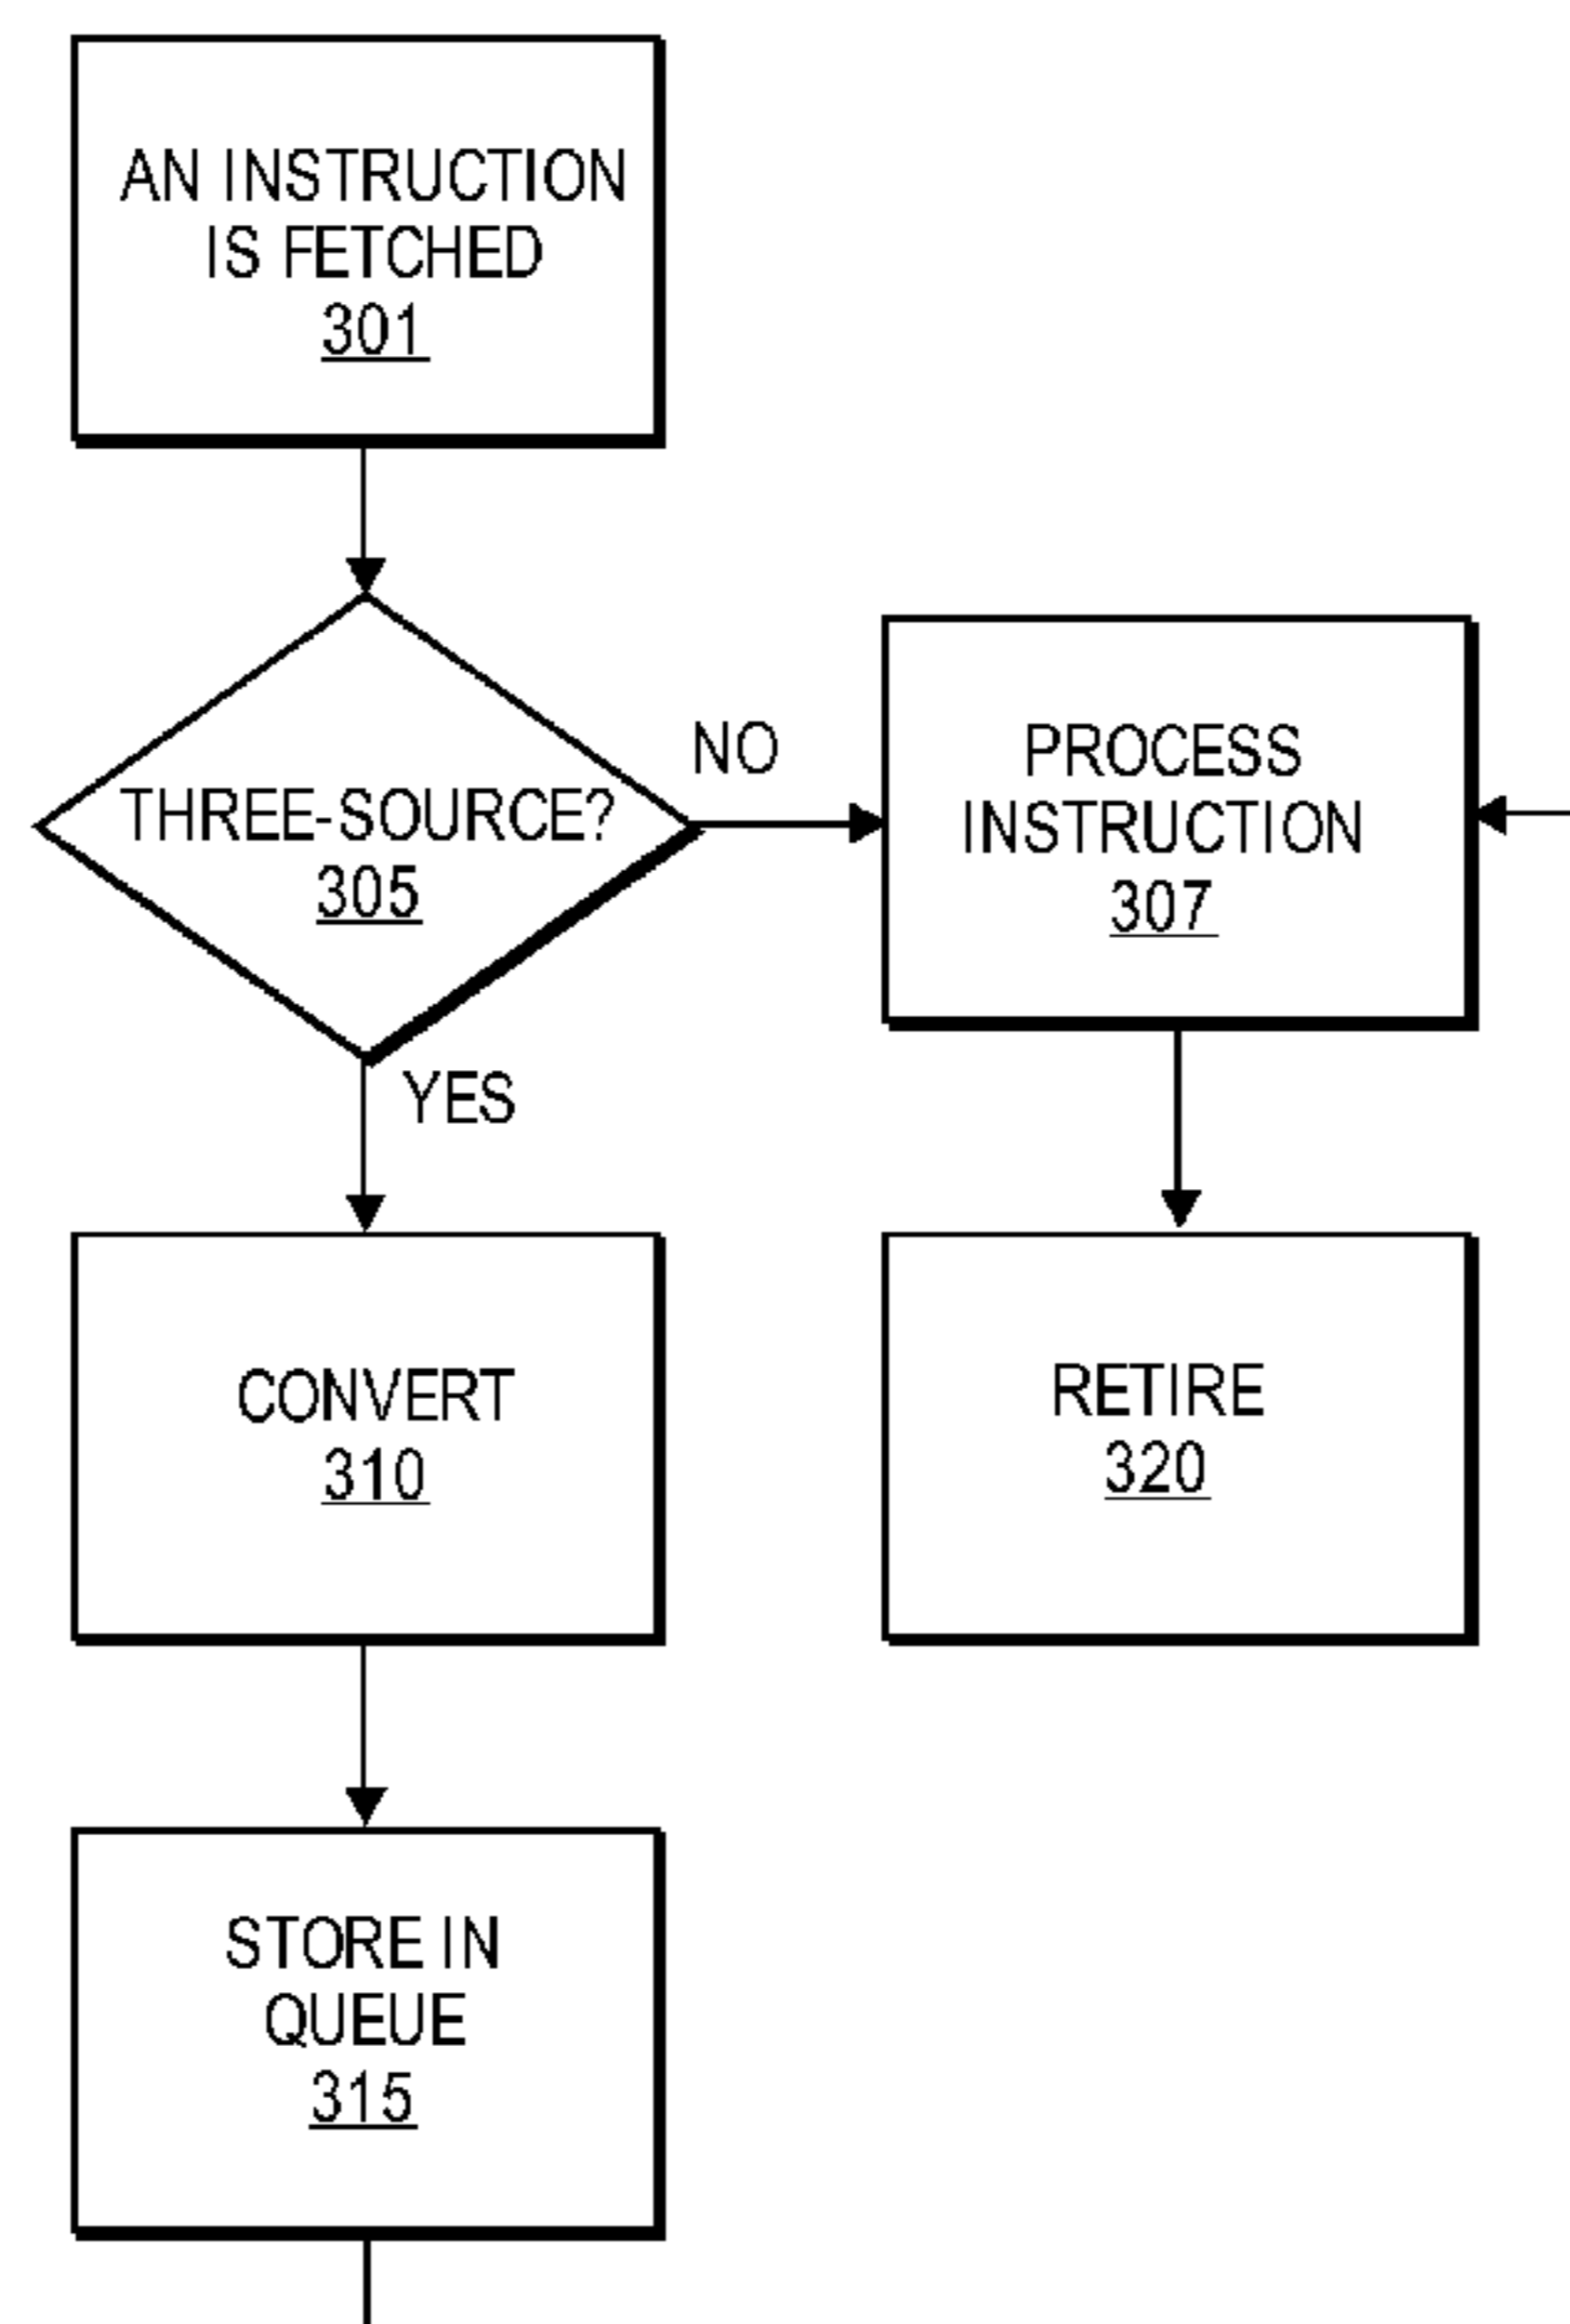 AN INSTRUCTION
IS FETCHED
301
THREE-SOURCE?
305
NO
PROCESS
INSTRUCTION
307
YES
CONVERT
310
RETIRE
320
STORE IN
QUEUE
315